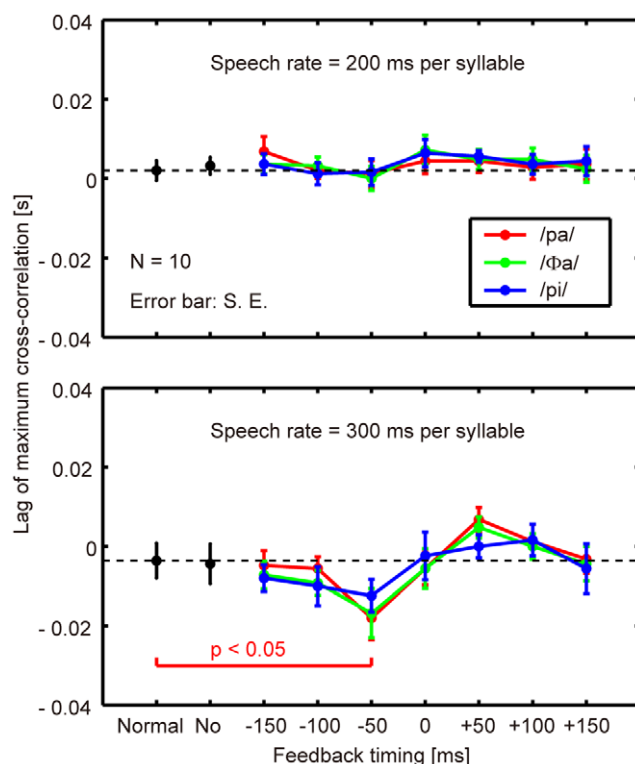 Lag of maximum cross-correlation [s]
0.04
0.02
0
- 0.02
- 0.04
Speech rate = 200 ms per syllable
N = 10
Error bar: S. E.
/pa/
/Φa/
/pi/
0.04
0.02
0
- 0.02
- 0.04
Speech rate = 300 ms per syllable
p < 0.05
Normal No -150 -100 -50 0 +50 +100 +150
Feedback timing [ms]